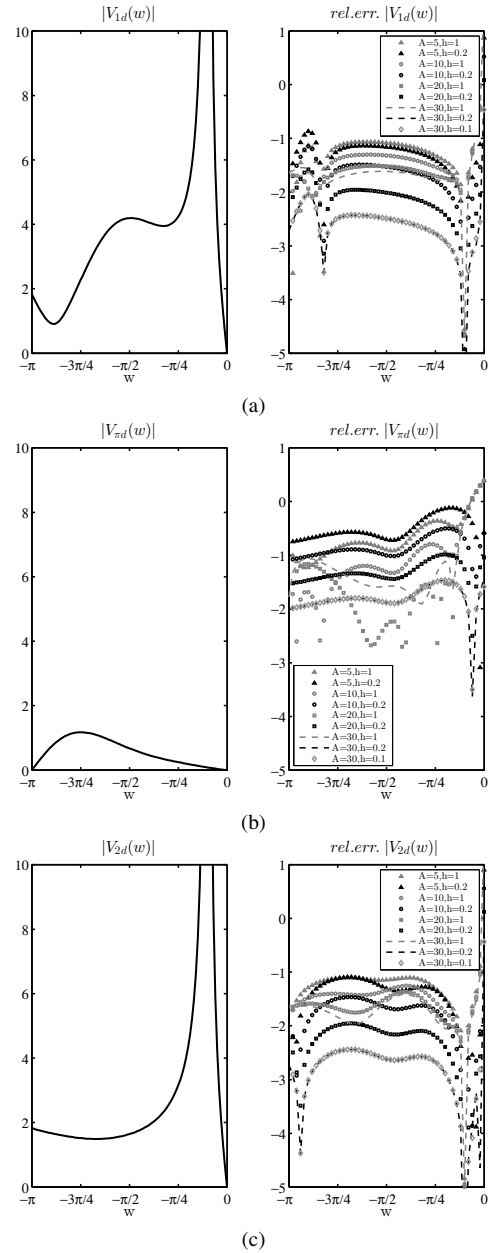 |V1d(w)|
10
8
6
4
2
0
−π −3π/4 −π/2 −π/4 0
w
rel.err. |V1d(w)|
1
0
−1
−2
−3
−4
−5
A=5,h=1
A=5,h=0.2
A=10,h=1
A=10,h=0.2
A=20,h=1
A=20,h=0.2
A=30,h=1
A=30,h=0.2
A=30,h=0.1
−π −3π/4 −π/2 −π/4 0
w
(a)
|Vπd(w)|
10
8
6
4
2
0
−π −3π/4 −π/2 −π/4 0
w
rel.err. |Vπd(w)|
1
0
−1
−2
−3
−4
−5
A=5,h=1
A=5,h=0.2
A=10,h=1
A=10,h=0.2
A=20,h=1
A=20,h=0.2
A=30,h=1
A=30,h=0.2
A=30,h=0.1
−π −3π/4 −π/2 −π/4 0
w
(b)
|V2d(w)|
10
8
6
4
2
0
−π −3π/4 −π/2 −π/4 0
w
rel.err. |V2d(w)|
1
0
−1
−2
−3
−4
−5
A=5,h=1
A=5,h=0.2
A=10,h=1
A=10,h=0.2
A=20,h=1
A=20,h=0.2
A=30,h=1
A=30,h=0.2
A=30,h=0.1
−π −3π/4 −π/2 −π/4 0
w
(c)